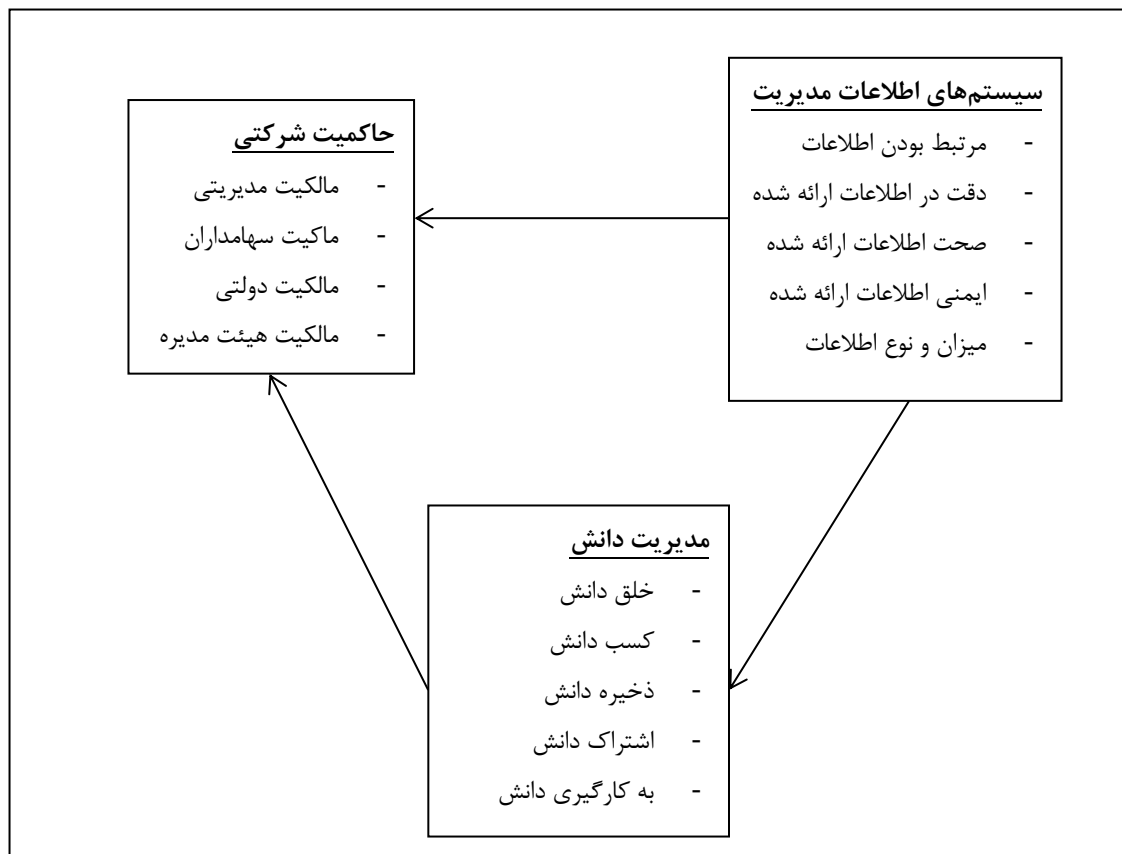 سیستم‌های اطلاعات مدیریت
- مرتبط بودن اطلاعات
- دقت در اطلاعات ارائه شده
- صحت اطلاعات ارائه شده
- ایمنی اطلاعات ارائه شده
- میزان و نوع اطلاعات
حاکمیت شرکتی
- مالکیت مدیریتی
- ماکیت سهامداران
- مالکیت دولتی
- مالکیت هیئت مدیره
مدیریت دانش
- خلق دانش
- کسب دانش
- ذخیره دانش
- اشتراک دانش
- به کارگیری دانش